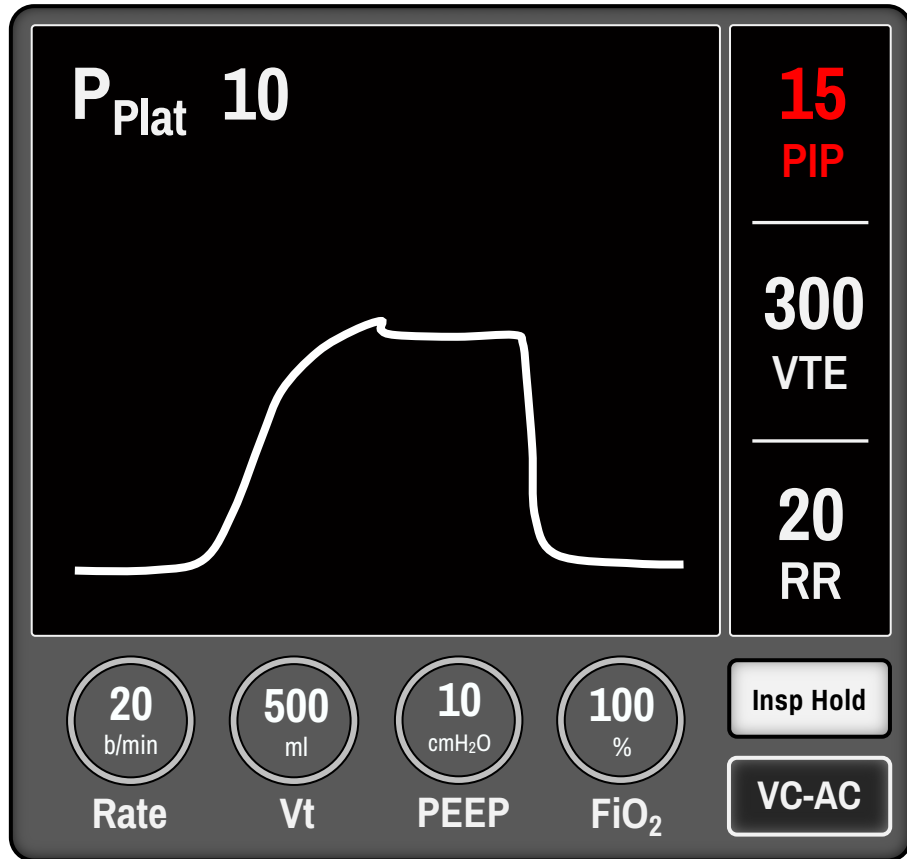 P Plat 10
15
PIP
300
VTE
20
RR
20
b/min
Rate
500
ml
Vt
10
cmH₂O
PEEP
100
%
FiO₂
Insp Hold
VC-AC